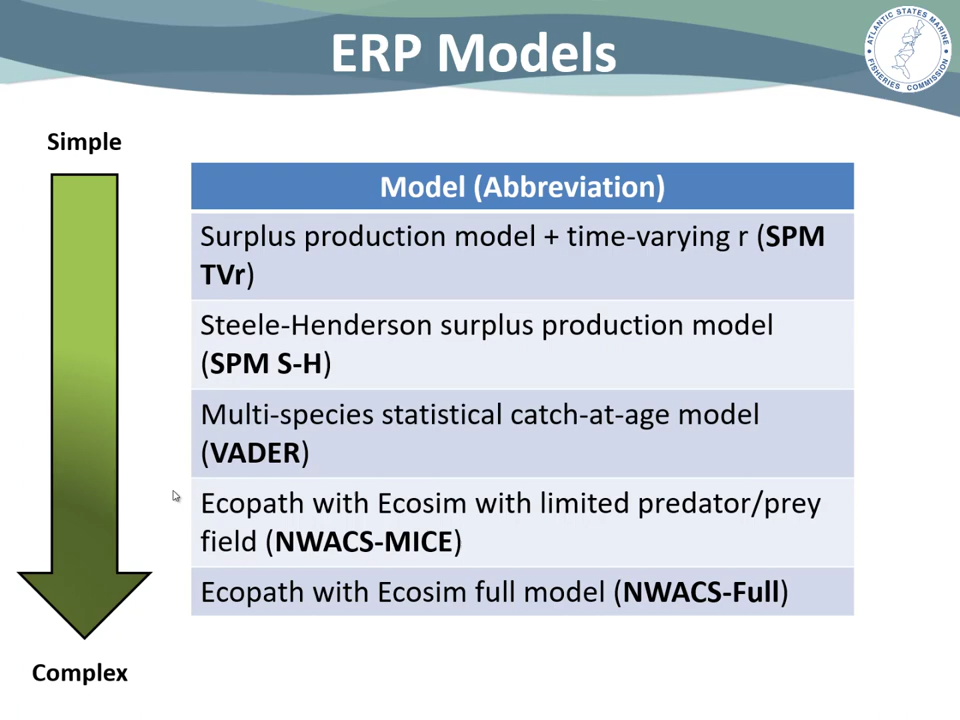 ERP Models
ATLANTIC STATES MARINE
FISHERIES COMMISSION
Simple
Model (Abbreviation)
Surplus production model + time-varying r (SPM
TVr)
Steele-Henderson surplus production model
(SPM S-H)
Multi-species statistical catch-at-age model
(VADER)
Ecopath with Ecosim with limited predator/prey
field (NWACS-MICE)
Ecopath with Ecosim full model (NWACS-Full)
Complex